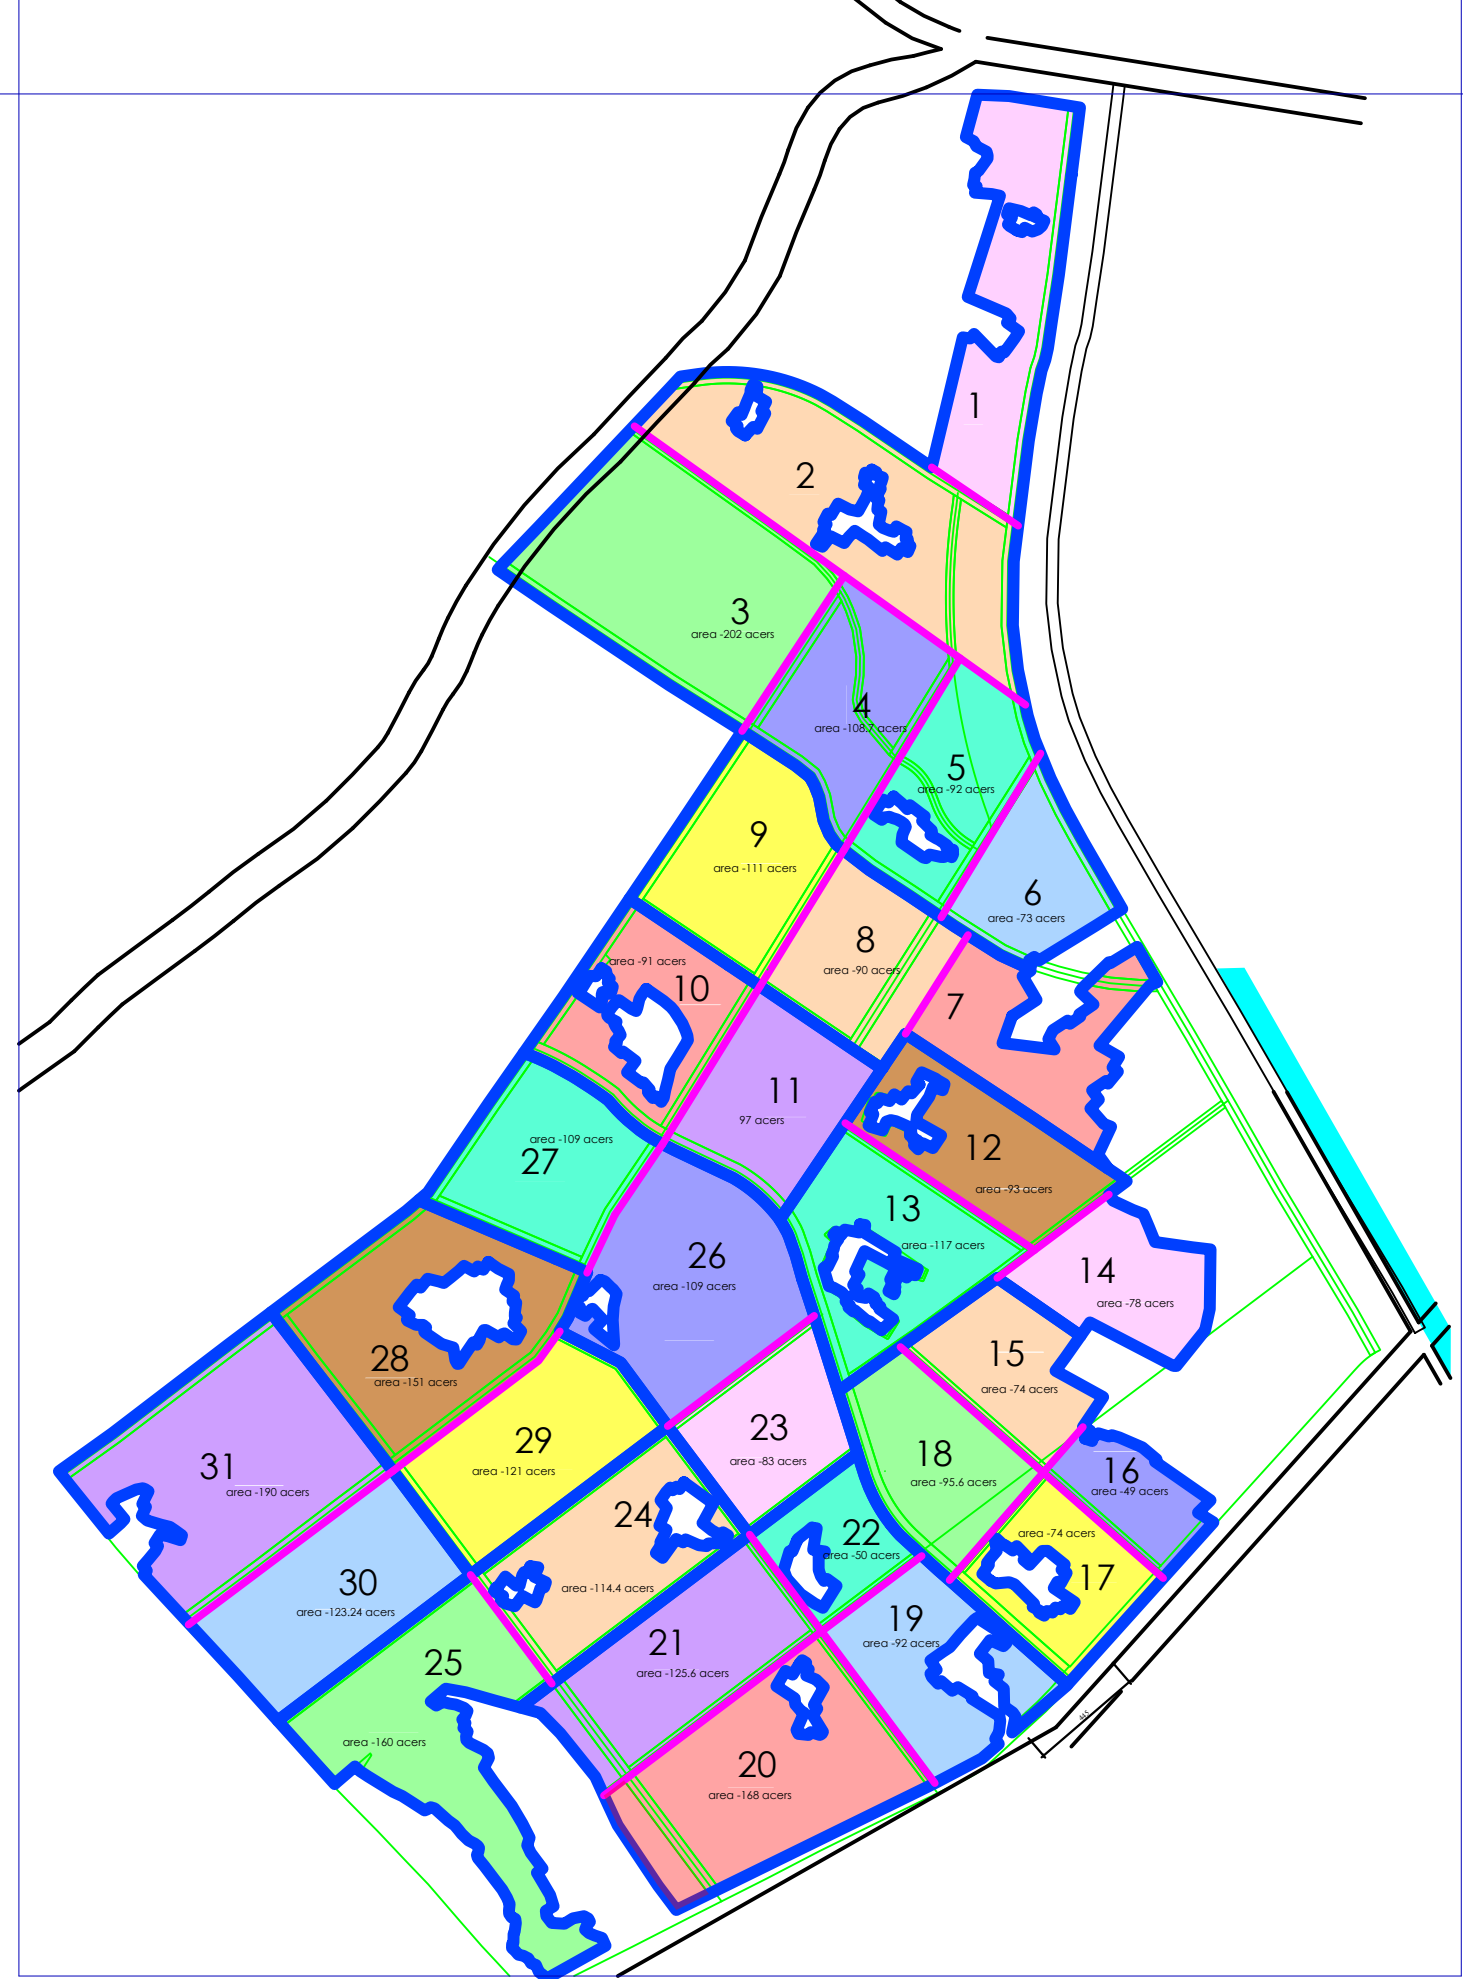 1
2
3
area -202 acers
4
area -108.7 acers
5
area -92 acers
9
area -111 acers
6
area -73 acers
8
area -90 acers
10
area -91 acers
7
11
97 acers
12
area -93 acers
27
area -109 acers
13
area -117 acers
26
area -109 acers
14
area -78 acers
28
area -151 acers
15
area -74 acers
23
area -83 acers
29
area -121 acers
18
area -95.6 acers
31
area -190 acers
16
area -49 acers
24
area -114.4 acers
22
area -50 acers
17
area -74 acers
30
area -123.24 acers
19
area -92 acers
21
area -125.6 acers
25
area -160 acers
20
area -168 acers